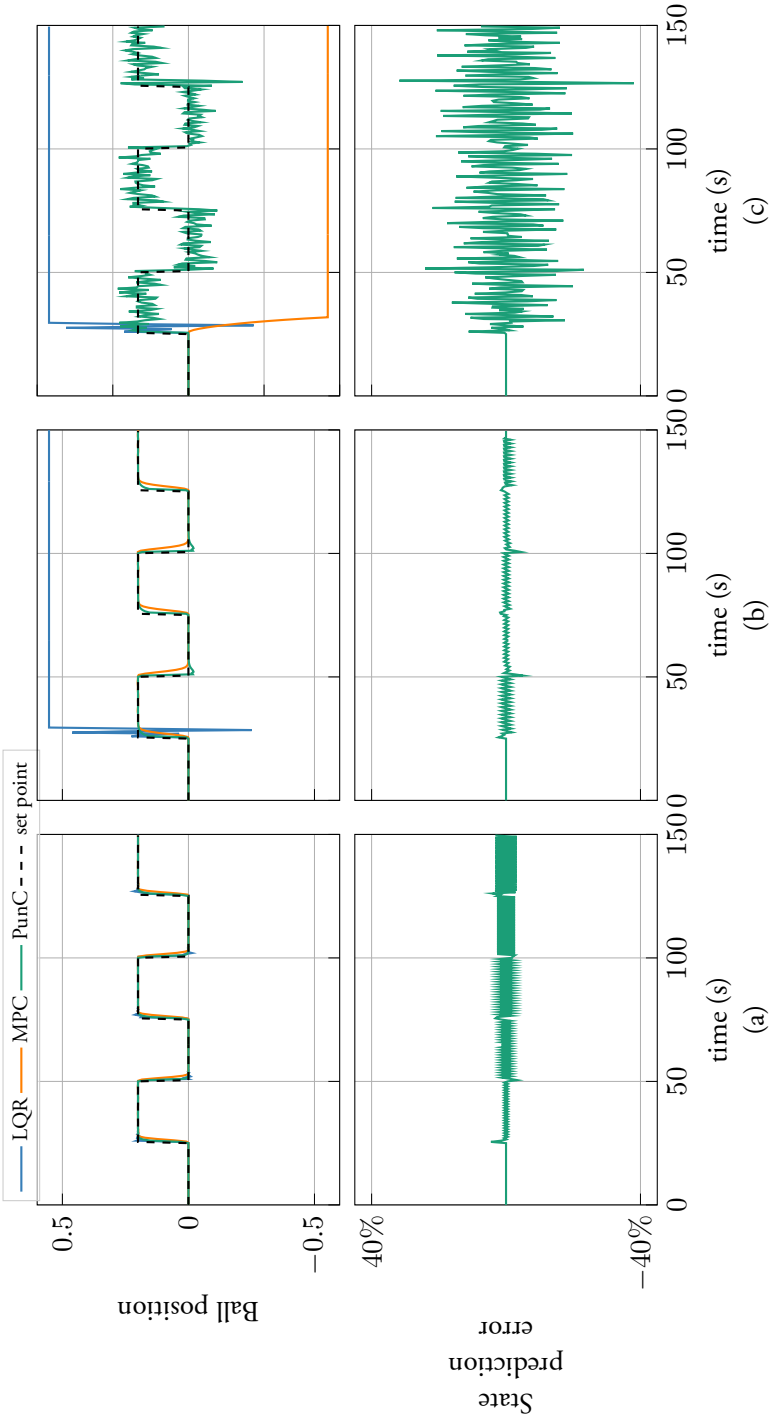 LQR MPC PunC set point
Ball position
0.5
0
−0.5
State
prediction
error
40%
−40%
0 50 100 150
time (s)
(a)
0 50 100 150
time (s)
(b)
0 50 100 150
time (s)
(c)